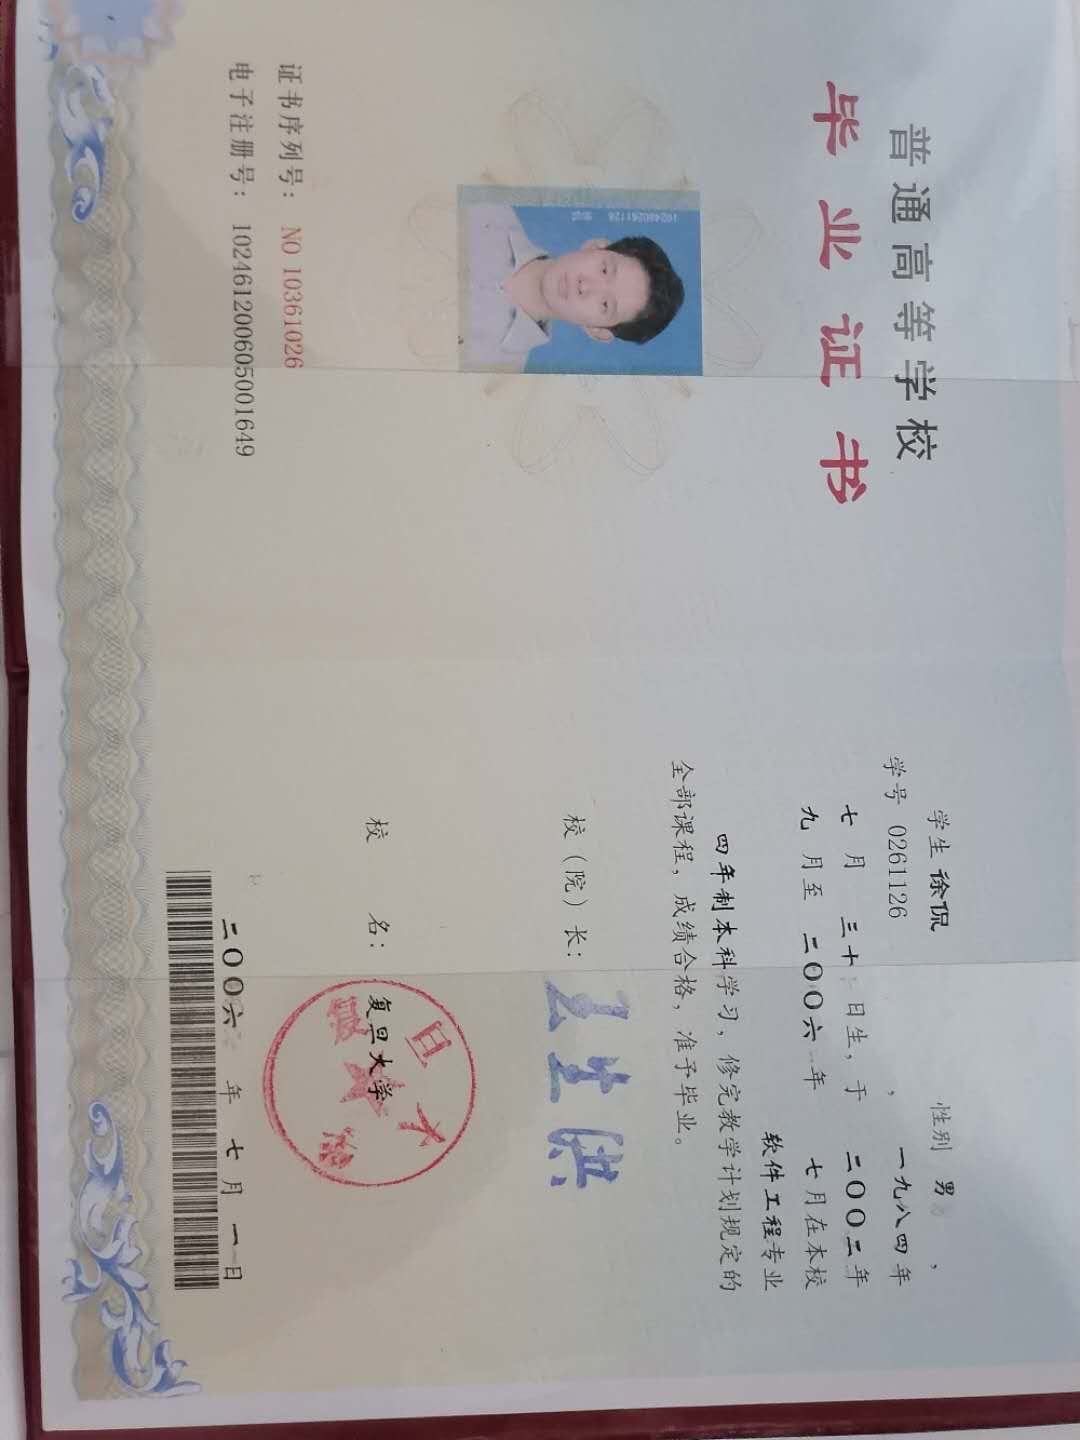 普通高等学校
毕业证书
102460261126 徐侃
证书序列号： NO 10361026
电子注册号： 102461200605001649
学生 徐侃 性别 男，
学号 0261126 ， 一九八四年
七月 三十 日生，于 二〇〇二年
九月至 二〇〇六年 七月在本校
软件工程专业
四年制本科学习，修完教学计划规定的
全部课程，成绩合格，准予毕业。
校（院）长： 王生洪
校 名： 复旦大学
二〇〇六年 七月 一日